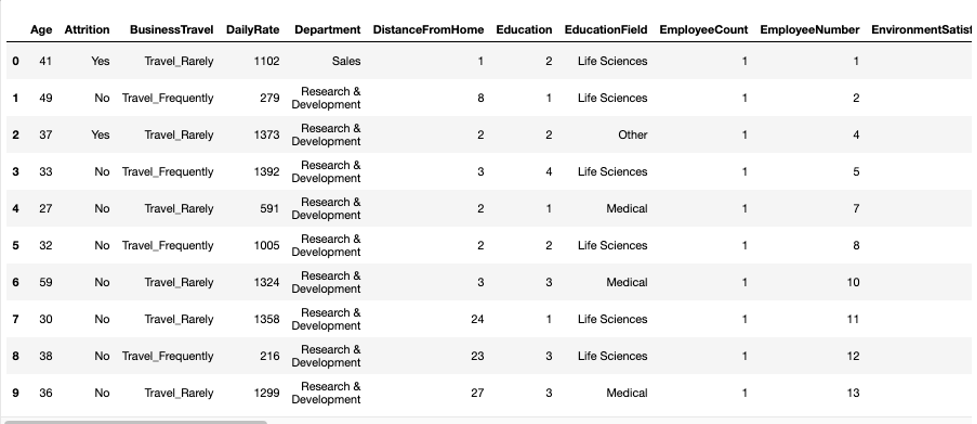 Age Attrition BusinessTravel DailyRate Department DistanceFromHome Education EducationField EmployeeCount EmployeeNumber EnvironmentSatisf
0 41 Yes Travel_Rarely 1102 Sales 1 2 Life Sciences 1 1
1 49 No Travel_Frequently 279 Research & Development 8 1 Life Sciences 1 2
2 37 Yes Travel_Rarely 1373 Research & Development 2 2 Other 1 4
3 33 No Travel_Frequently 1392 Research & Development 3 4 Life Sciences 1 5
4 27 No Travel_Rarely 591 Research & Development 2 1 Medical 1 7
5 32 No Travel_Frequently 1005 Research & Development 2 2 Life Sciences 1 8
6 59 No Travel_Rarely 1324 Research & Development 3 3 Medical 1 10
7 30 No Travel_Rarely 1358 Research & Development 24 1 Life Sciences 1 11
8 38 No Travel_Frequently 216 Research & Development 23 3 Life Sciences 1 12
9 36 No Travel_Rarely 1299 Research & Development 27 3 Medical 1 13